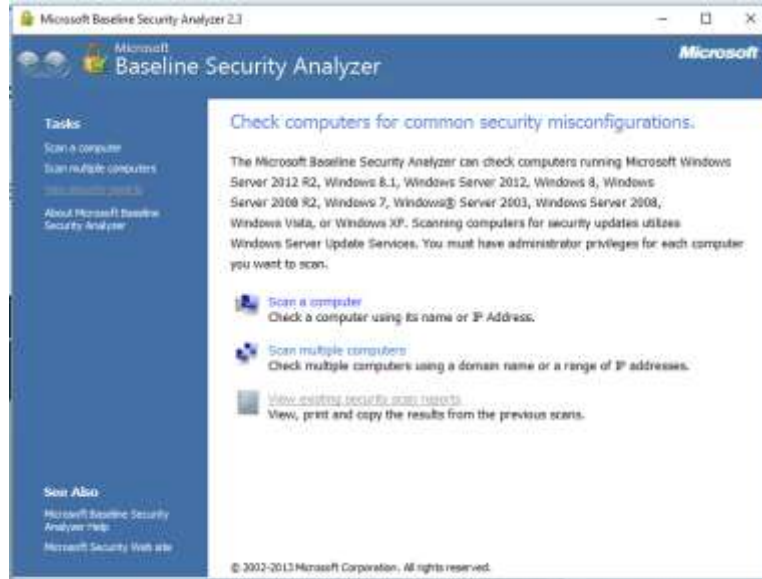 Microsoft Baseline Security Analyzer 2.3
Microsoft
Baseline Security Analyzer
Microsoft
Tasks
Scan a computer
Scan multiple computers
View security reports
About Microsoft Baseline
Security Analyzer
Check computers for common security misconfigurations.
The Microsoft Baseline Security Analyzer can check computers running Microsoft Windows
Server 2012 R2, Windows 8.1, Windows Server 2012, Windows 8, Windows
Server 2008 R2, Windows 7, Windows® Server 2003, Windows Server 2008,
Windows Vista, or Windows XP. Scanning computers for security updates utilizes
Windows Server Update Services. You must have administrator privileges for each computer
you want to scan.
Scan a computer
Check a computer using its name or IP Address.
Scan multiple computers
Check multiple computers using a domain name or a range of IP addresses.
View existing security scan reports
View, print and copy the results from the previous scans.
See Also
Microsoft Baseline Security
Analyzer Help
Microsoft Security Web site
© 2002-2013 Microsoft Corporation. All rights reserved.